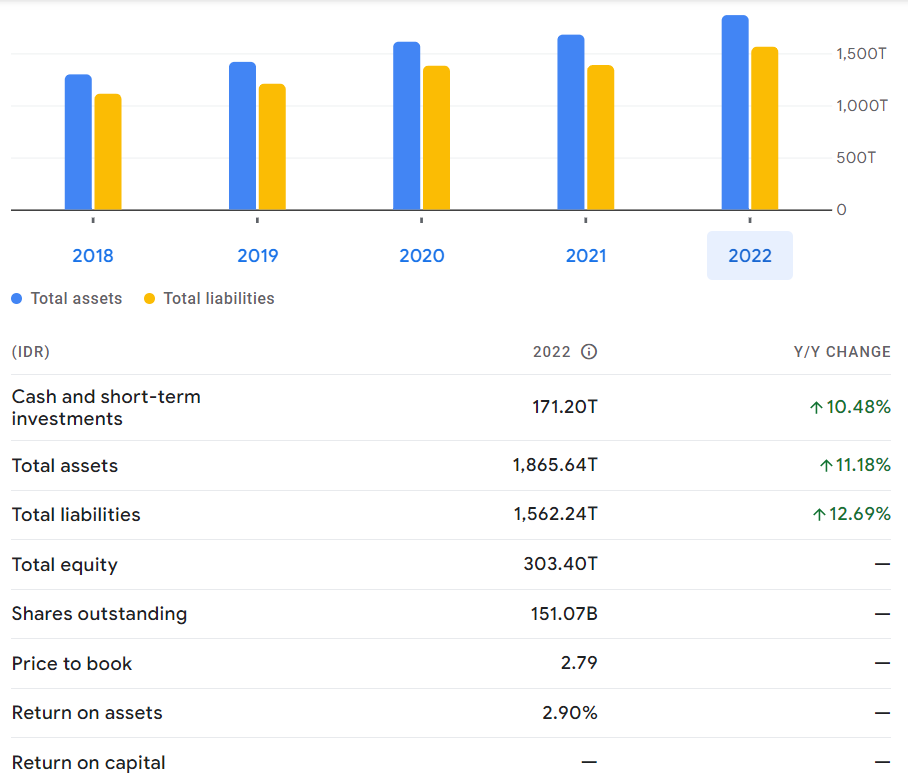 1,500T
1,000T
500T
0
2018 2019 2020 2021 2022
Total assets Total liabilities
(IDR) 2022 Y/Y CHANGE
Cash and short-term
investments 171.20T ↑10.48%
Total assets 1,865.64T ↑11.18%
Total liabilities 1,562.24T ↑12.69%
Total equity 303.40T —
Shares outstanding 151.07B —
Price to book 2.79 —
Return on assets 2.90% —
Return on capital — —